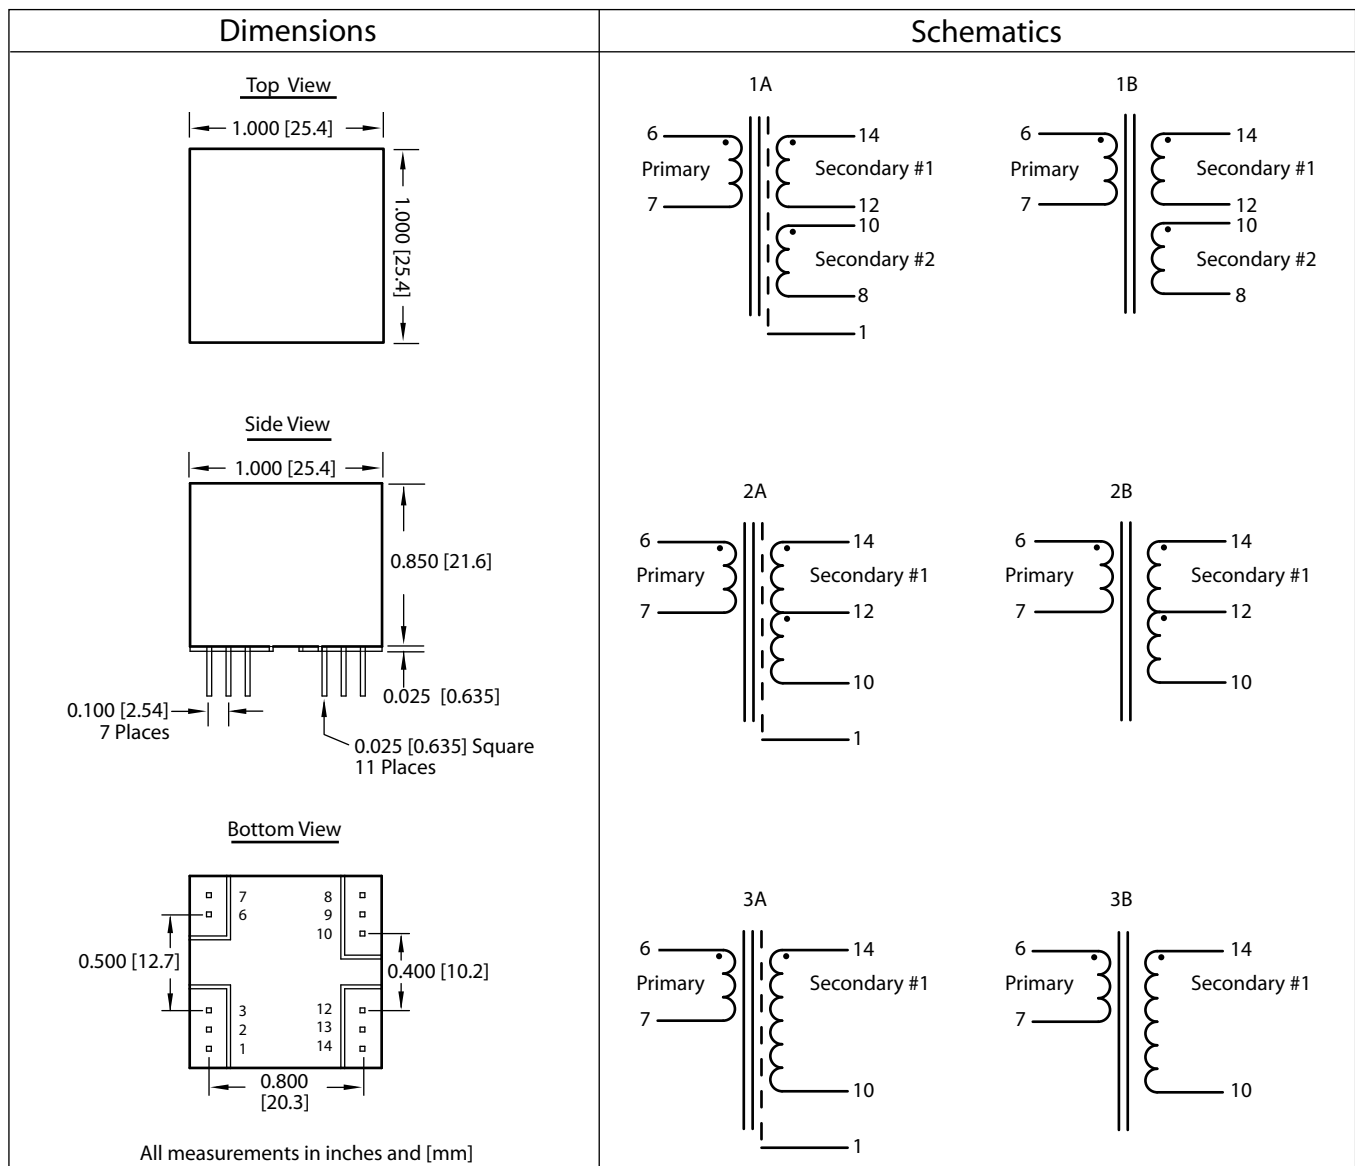 Dimensions
Schematics
Top View
1.000 [25.4]
1.000 [25.4]
Side View
1.000 [25.4]
0.850 [21.6]
0.025 [0.635]
0.100 [2.54]
7 Places
0.025 [0.635] Square
11 Places
Bottom View
7
6
8
9
10
0.500 [12.7]
0.400 [10.2]
3
2
1
12
13
14
0.800
[20.3]
All measurements in inches and [mm]
1A
6
Primary
7
14
Secondary #1
12
10
Secondary #2
8
1
1B
6
Primary
7
14
Secondary #1
12
10
Secondary #2
8
2A
6
Primary
7
14
Secondary #1
12
10
1
2B
6
Primary
7
14
Secondary #1
12
10
3A
6
Primary
7
14
Secondary #1
10
1
3B
6
Primary
7
14
Secondary #1
10